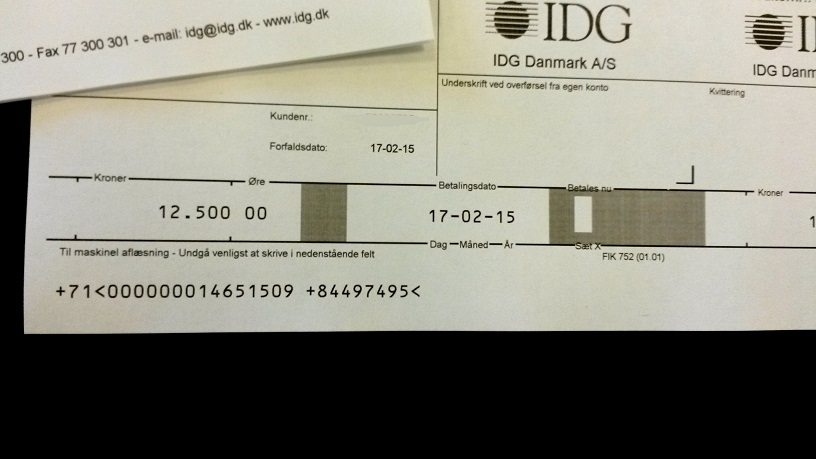 300 - Fax 77 300 301 - e-mail: idg@idg.dk - www.idg.dk
IDG
IDG Danmark A/S
IDG Danm
Underskrift ved overførsel fra egen konto
Kvittering
Kundenr.:
Forfaldsdato: 17-02-15
Kroner Øre Betalingsdato Betales nu Kroner
12.500 00 17-02-15 1
Dag Måned År Sæt X
Til maskinel aflæsning - Undgå venligst at skrive i nedenstående felt
FIK 752 (01.01)
+71<000000014651509 +84497495<